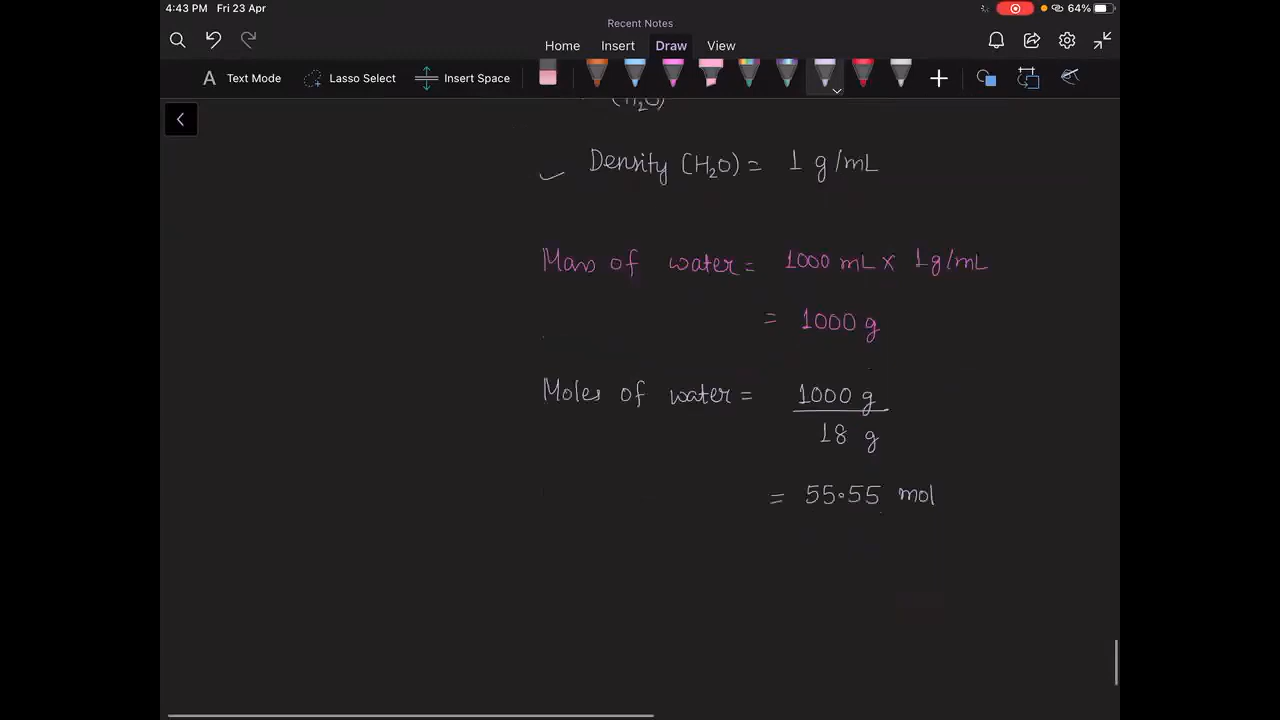 4:43 PM Fri 23 Apr 64%
Recent Notes
Home Insert Draw View
Text Mode Lasso Select Insert Space
(H₂O)
Density (H₂O) = 1 g/mL
Mass of water = 1000 mL x 1g/mL
= 1000 g
Moles of water = 1000 g
18 g
= 55.55 mol